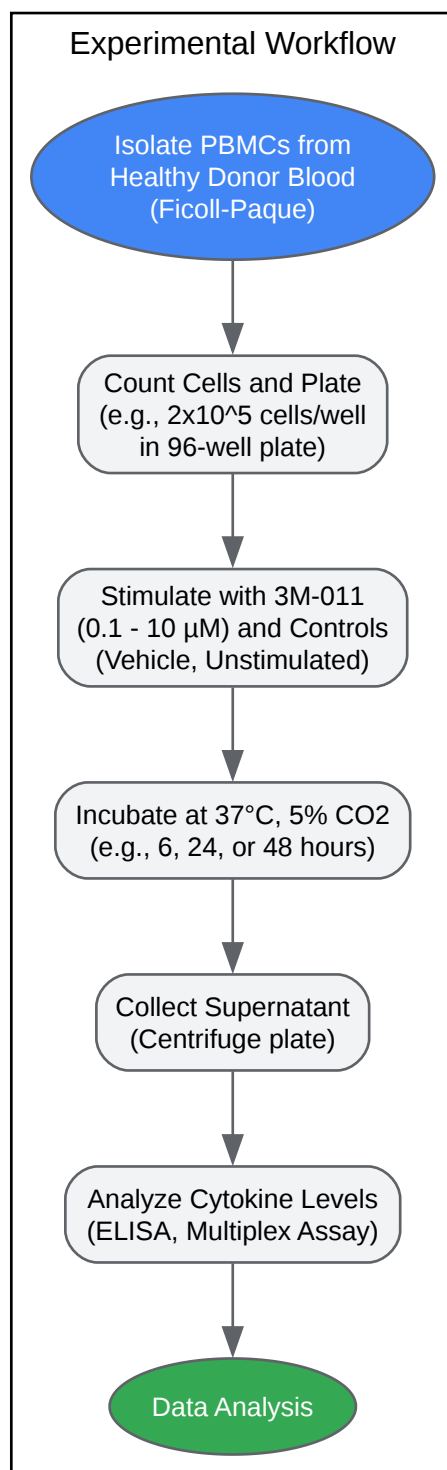 Experimental Workflow
Isolate PBMCs from
Healthy Donor Blood
(Ficoll-Paque)
Count Cells and Plate
(e.g., 2x10^5 cells/well
in 96-well plate)
Stimulate with 3M-011
(0.1 - 10 µM) and Controls
(Vehicle, Unstimulated)
Incubate at 37°C, 5% CO2
(e.g., 6, 24, or 48 hours)
Collect Supernatant
(Centrifuge plate)
Analyze Cytokine Levels
(ELISA, Multiplex Assay)
Data Analysis